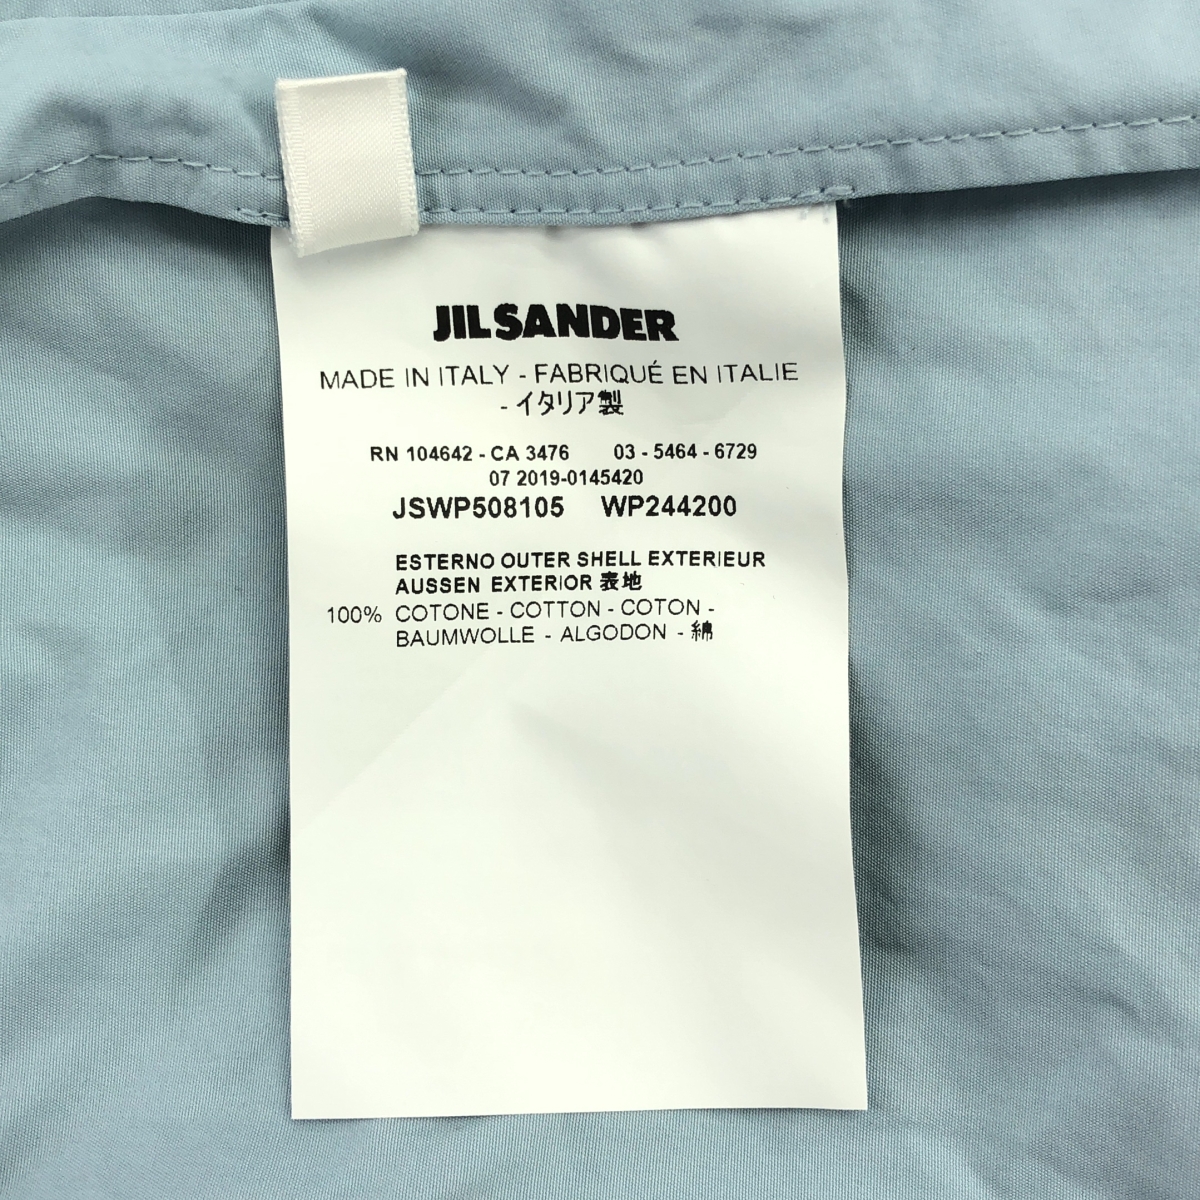 JIL SANDER
MADE IN ITALY - FABRIQUÉ EN ITALIE
- イタリア製
RN 104642 - CA 3476 03 - 5464 - 6729
07 2019-0145420
JSWP508105 WP244200
ESTERNO OUTER SHELL EXTERIEUR
AUSSEN EXTERIOR 表地
100% COTONE - COTTON - COTON -
BAUMWOLLE - ALGODON - 綿